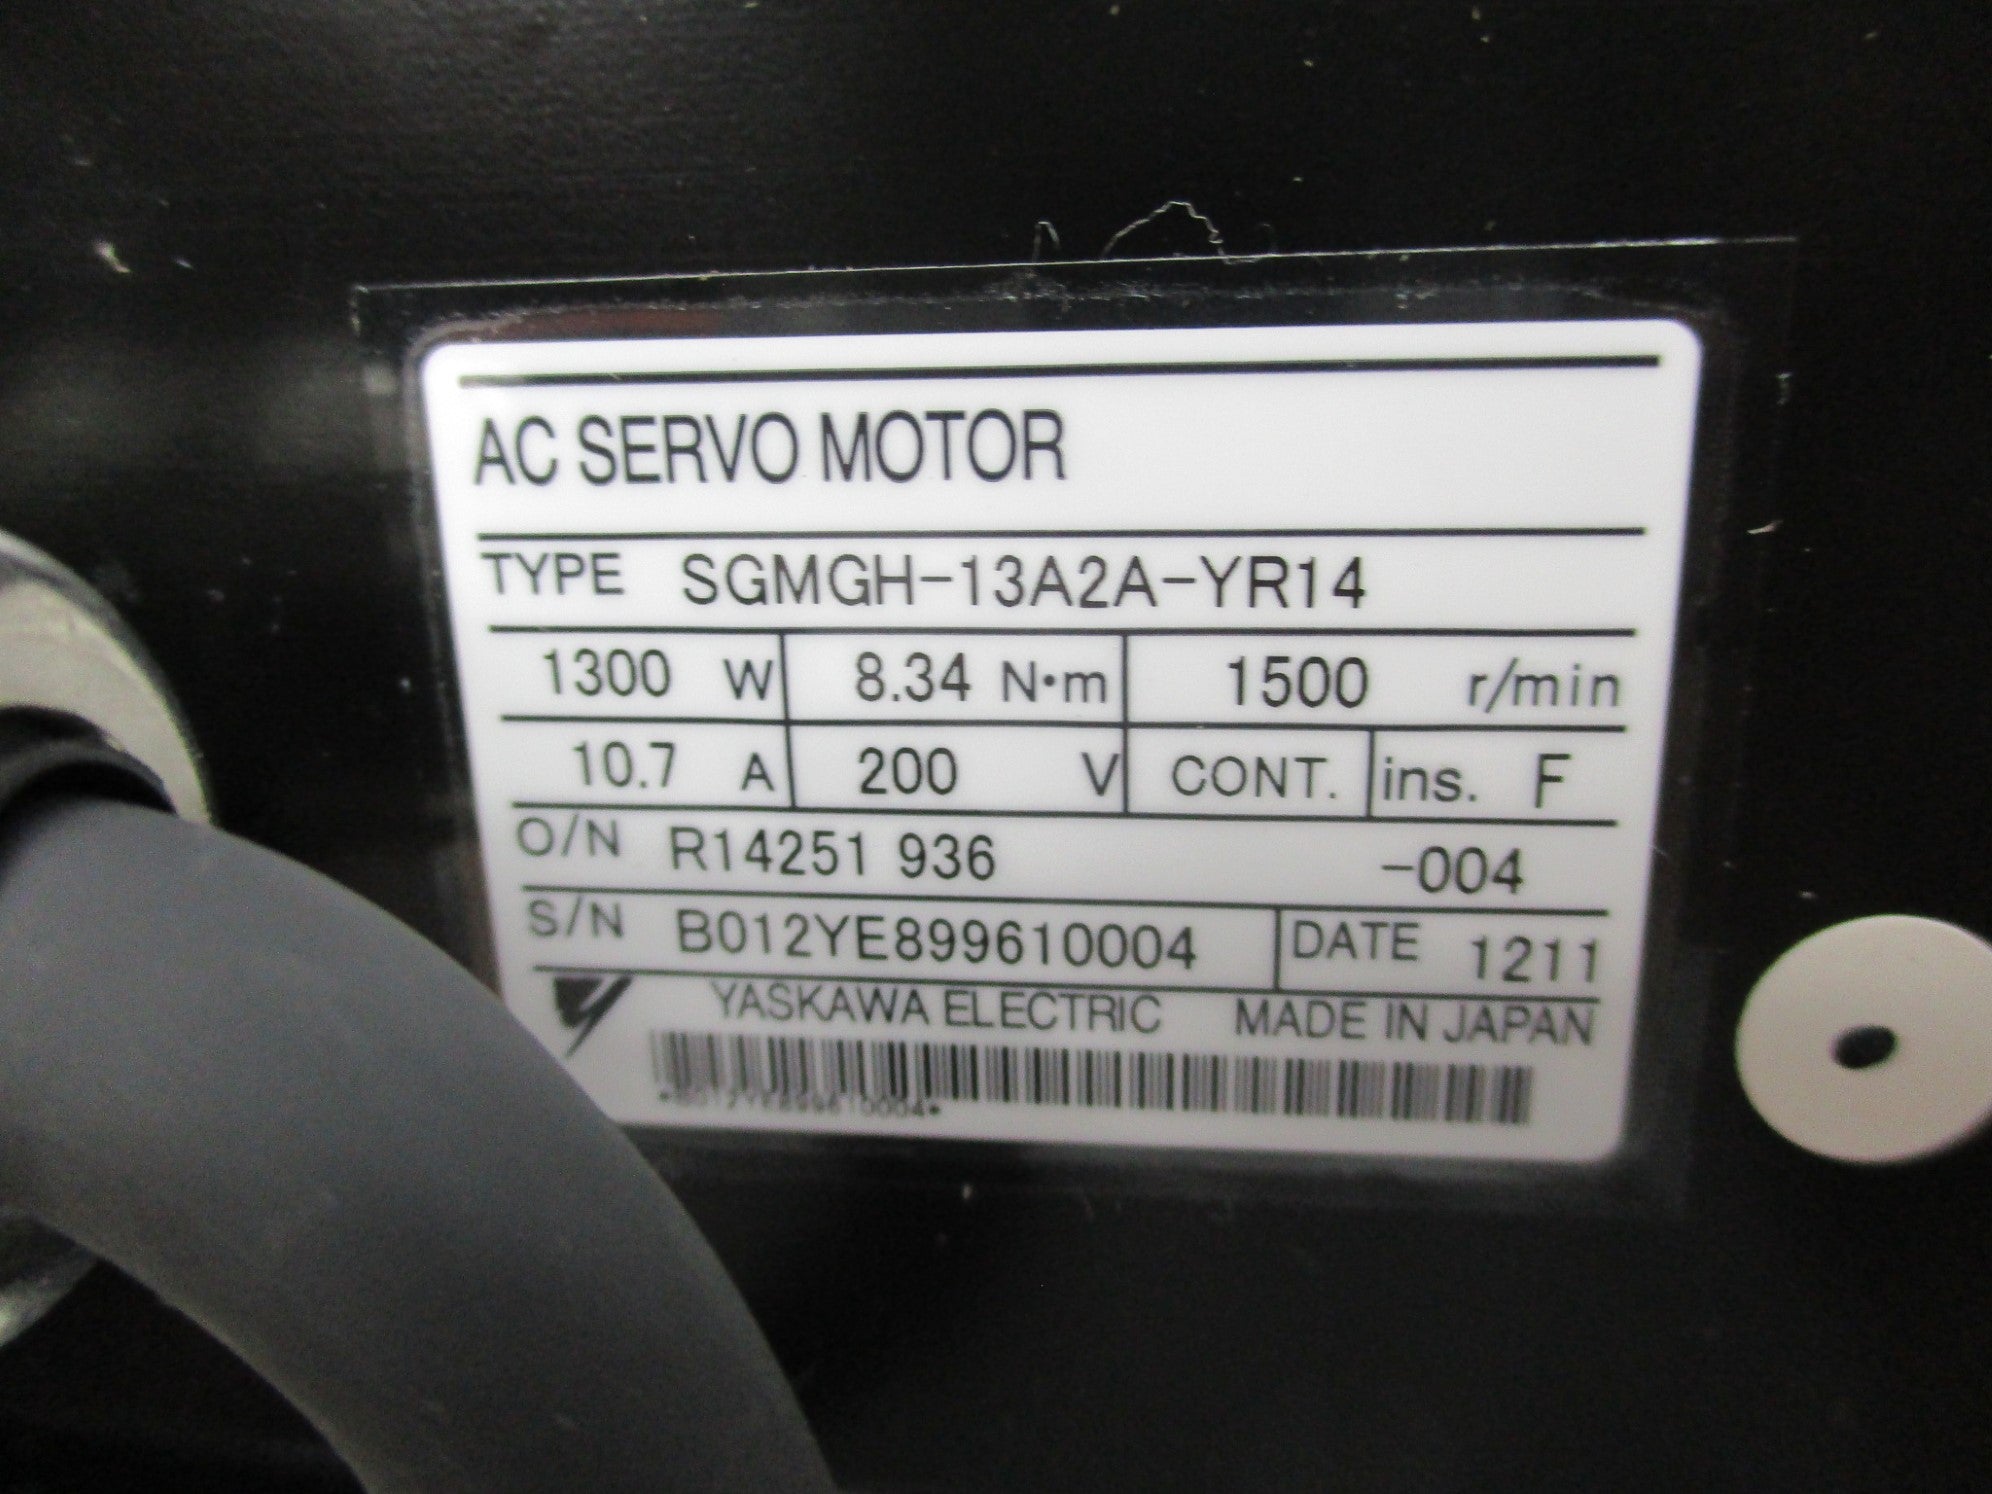 AC SERVO MOTOR
TYPE SGMGH-13A2A-YR14
1300 W 8.34 N·m 1500 r/min
10.7 A 200 V CONT. ins. F
O/N R14251 936 -004
S/N B012YE899610004 DATE 1211
YASKAWA ELECTRIC MADE IN JAPAN
*B012YE899610004*